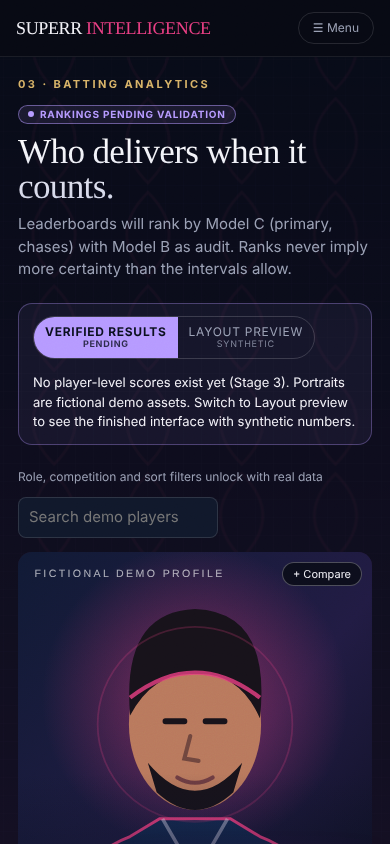 SUPERR INTELLIGENCE
☰ Menu
03 · BATTING ANALYTICS
RANKINGS PENDING VALIDATION
Who delivers when it
counts.
Leaderboards will rank by Model C (primary,
chases) with Model B as audit. Ranks never imply
more certainty than the intervals allow.
VERIFIED RESULTS
PENDING
LAYOUT PREVIEW
SYNTHETIC
No player-level scores exist yet (Stage 3). Portraits
are fictional demo assets. Switch to Layout preview
to see the finished interface with synthetic numbers.
Role, competition and sort filters unlock with real data
Search demo players
FICTIONAL DEMO PROFILE
+ Compare